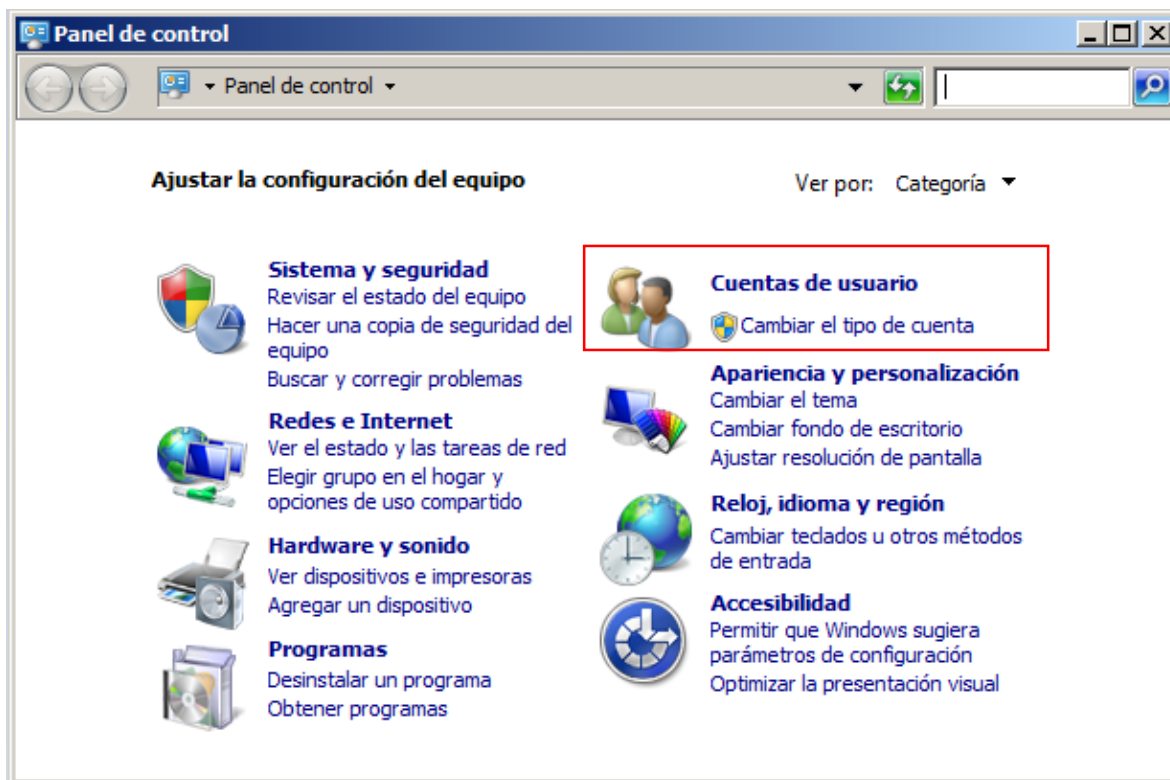 Panel de control
Panel de control
Ajustar la configuración del equipo
Ver por: Categoría
Sistema y seguridad
Revisar el estado del equipo
Hacer una copia de seguridad del
equipo
Buscar y corregir problemas
Redes e Internet
Ver el estado y las tareas de red
Elegir grupo en el hogar y
opciones de uso compartido
Hardware y sonido
Ver dispositivos e impresoras
Agregar un dispositivo
Programas
Desinstalar un programa
Obtener programas
Cuentas de usuario
Cambiar el tipo de cuenta
Apariencia y personalización
Cambiar el tema
Cambiar fondo de escritorio
Ajustar resolución de pantalla
Reloj, idioma y región
Cambiar teclados u otros métodos
de entrada
Accesibilidad
Permitir que Windows sugiera
parámetros de configuración
Optimizar la presentación visual